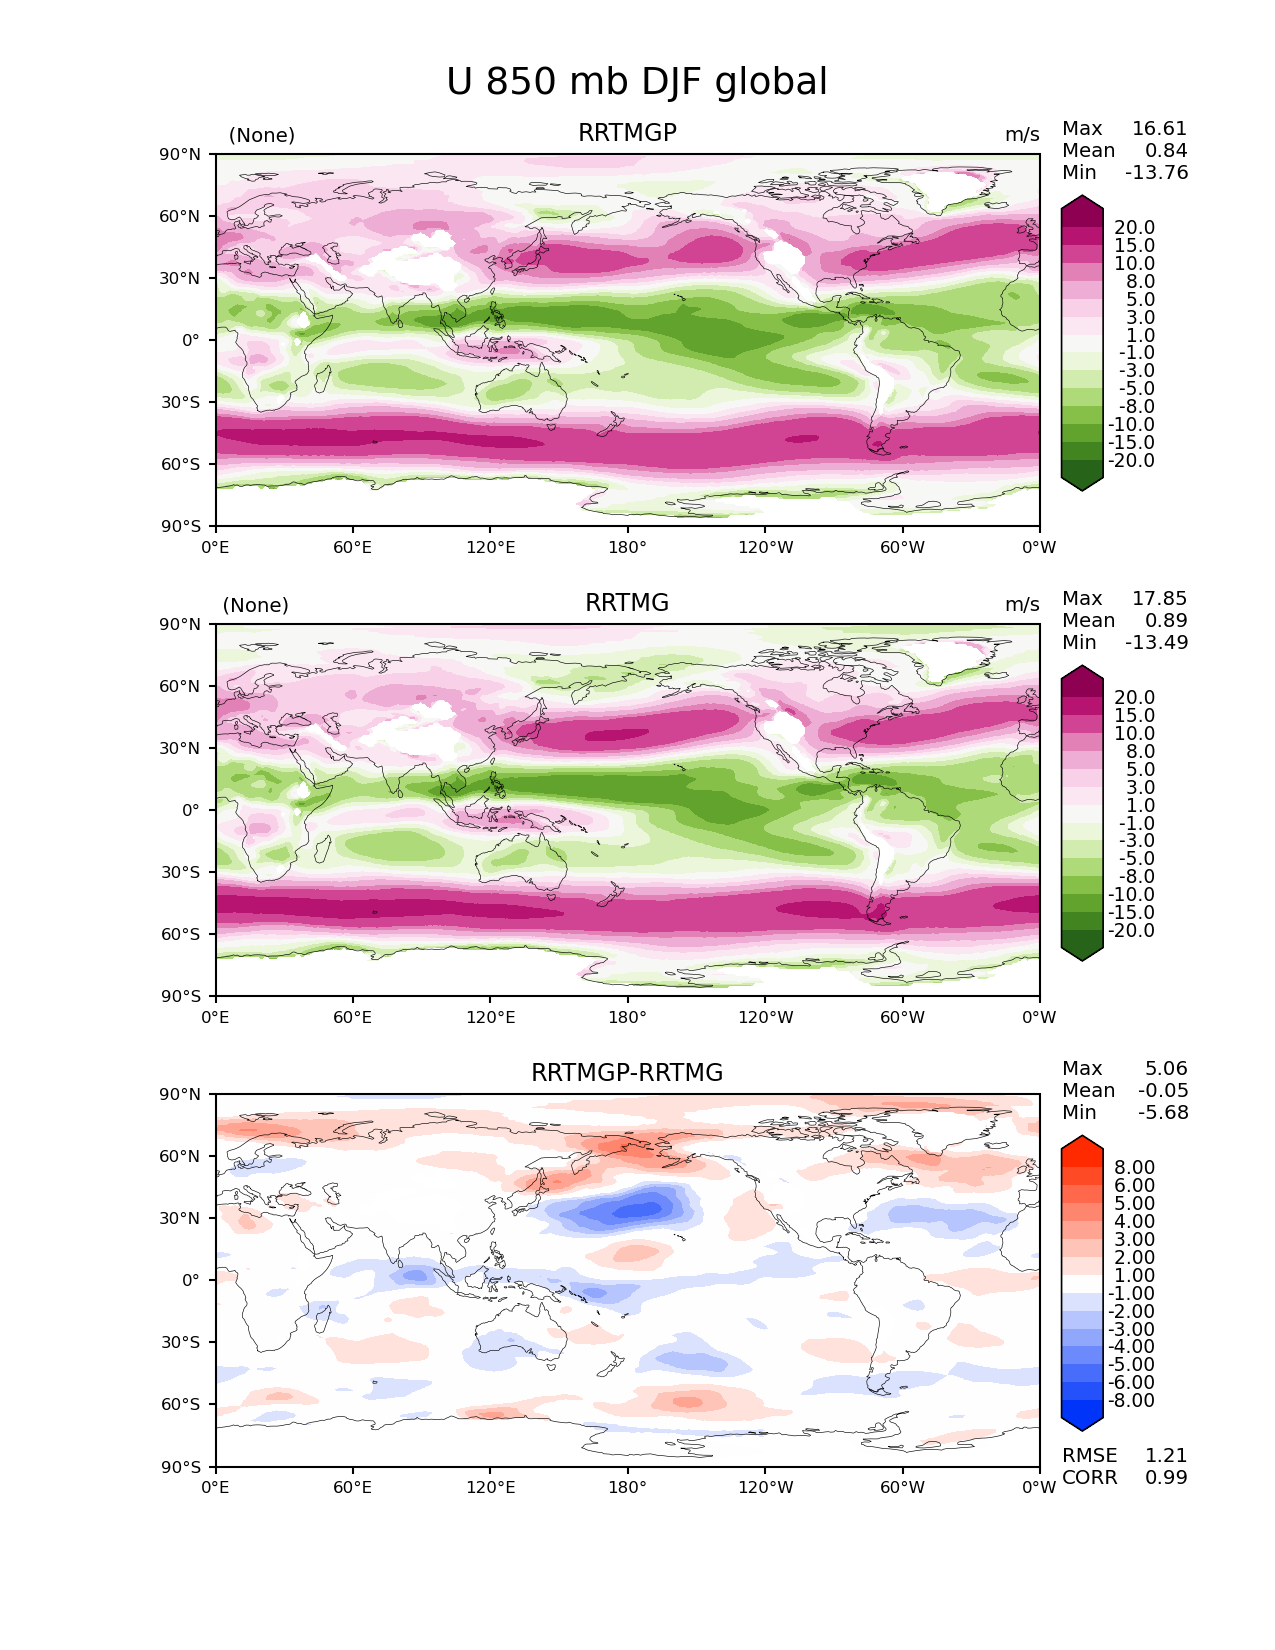 U 850 mb DJF global
(None) RRTMGP m/s
Max 16.61
Mean 0.84
Min -13.76
90°N
60°N
30°N
0°
30°S
60°S
90°S
0°E 60°E 120°E 180° 120°W 60°W 0°W
20.0
15.0
10.0
8.0
5.0
3.0
1.0
-1.0
-3.0
-5.0
-8.0
-10.0
-15.0
-20.0
(None) RRTMG m/s
Max 17.85
Mean 0.89
Min -13.49
90°N
60°N
30°N
0°
30°S
60°S
90°S
0°E 60°E 120°E 180° 120°W 60°W 0°W
20.0
15.0
10.0
8.0
5.0
3.0
1.0
-1.0
-3.0
-5.0
-8.0
-10.0
-15.0
-20.0
RRTMGP-RRTMG
Max 5.06
Mean -0.05
Min -5.68
90°N
60°N
30°N
0°
30°S
60°S
90°S
0°E 60°E 120°E 180° 120°W 60°W 0°W
8.00
6.00
5.00
4.00
3.00
2.00
1.00
-1.00
-2.00
-3.00
-4.00
-5.00
-6.00
-8.00
RMSE 1.21
CORR 0.99